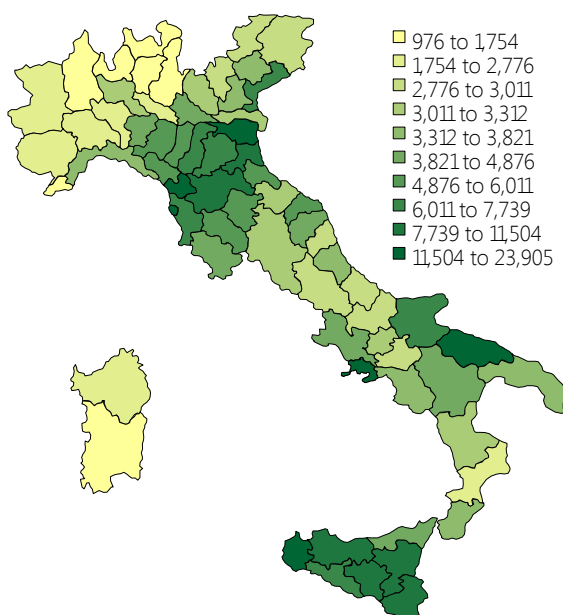 976 to 1,754
1,754 to 2,776
2,776 to 3,011
3,011 to 3,312
3,312 to 3,821
3,821 to 4,876
4,876 to 6,011
6,011 to 7,739
7,739 to 11,504
11,504 to 23,905